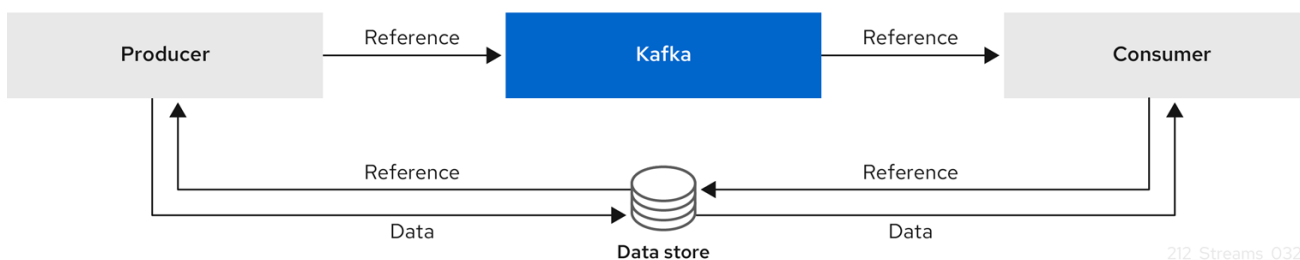 Producer
Reference
Kafka
Reference
Consumer
Reference
Reference
Data
Data
Data store
212 Streams 032